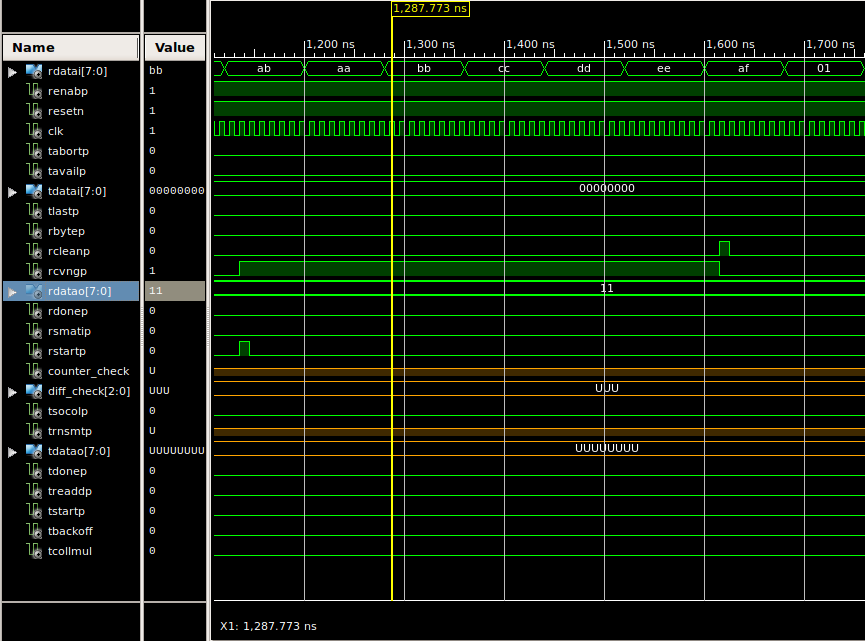 1,287.773 ns
Name Value 1,200 ns 1,300 ns 1,400 ns 1,500 ns 1,600 ns 1,700 ns
rdatai[7:0] bb ab aa bb cc dd ee af 01
renabp 1
resetn 1
clk 1
tabortp 0
tavailp 0
tdatai[7:0] 00000000 00000000
tlastp 0
rbytep 0
rcleanp 0
rcvngp 1
rdatao[7:0] 11 11
rdonep 0
rsmatip 0
rstartp 0
counter_check U
diff_check[2:0] UUU UUU
tsocolp 0
trnsmtp U
tdatao[7:0] UUUUUUUU UUUUUUUU
tdonep 0
treaddp 0
tstartp 0
tbackoff 0
tcollmul 0
X1: 1,287.773 ns